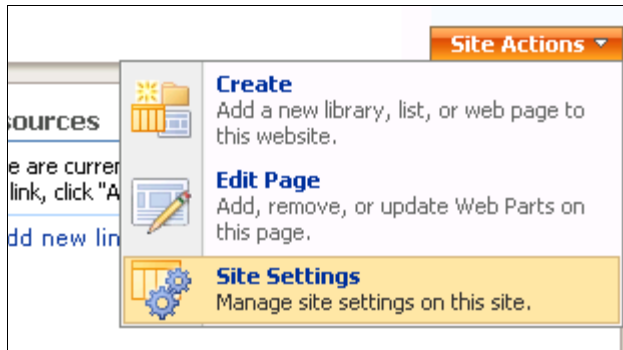 Site Actions
Create
Add a new library, list, or web page to
this website.
sources
e are curren
link, click "A
Edit Page
Add, remove, or update Web Parts on
this page.
dd new lin
Site Settings
Manage site settings on this site.